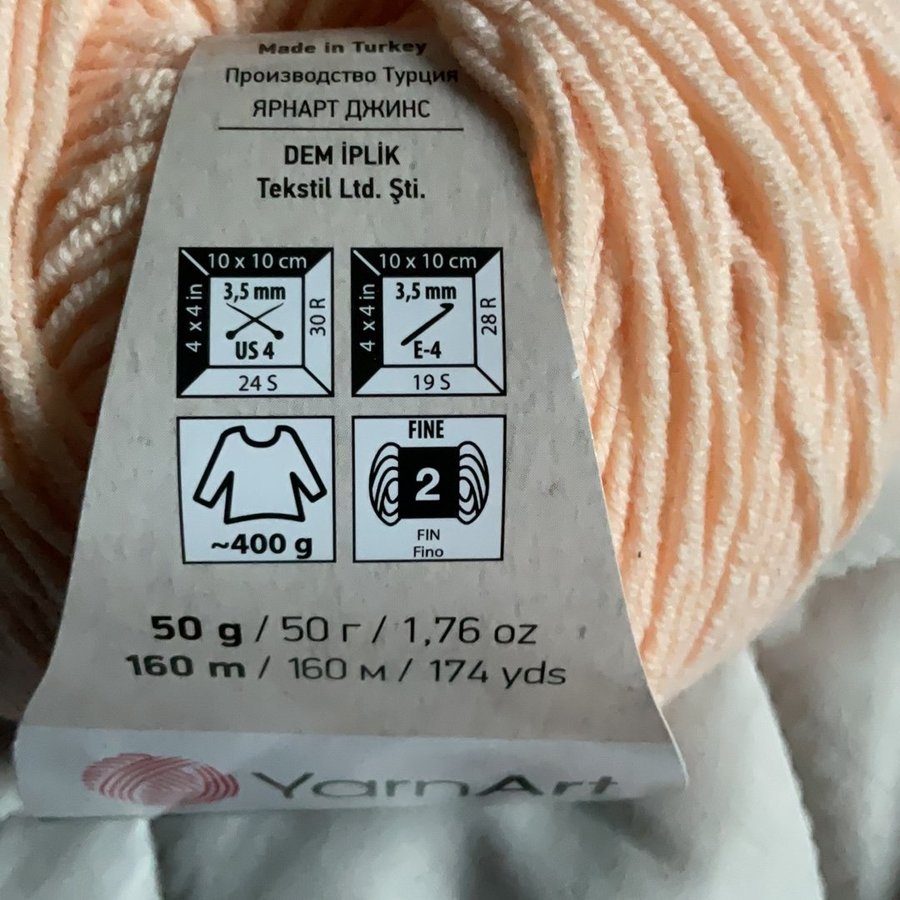 Made in Turkey
Производство Турция
ЯРНАРТ ДЖИНС
DEM İPLİK
Tekstil Ltd. Şti.
10 x 10 cm
4 x 4 in
3,5 mm
US 4
30 R
24 S
10 x 10 cm
4 x 4 in
3,5 mm
E-4
28 R
19 S
~400 g
FINE
2
FIN
Fino
50 g / 50 г / 1,76 oz
160 m / 160 м / 174 yds
YarnArt